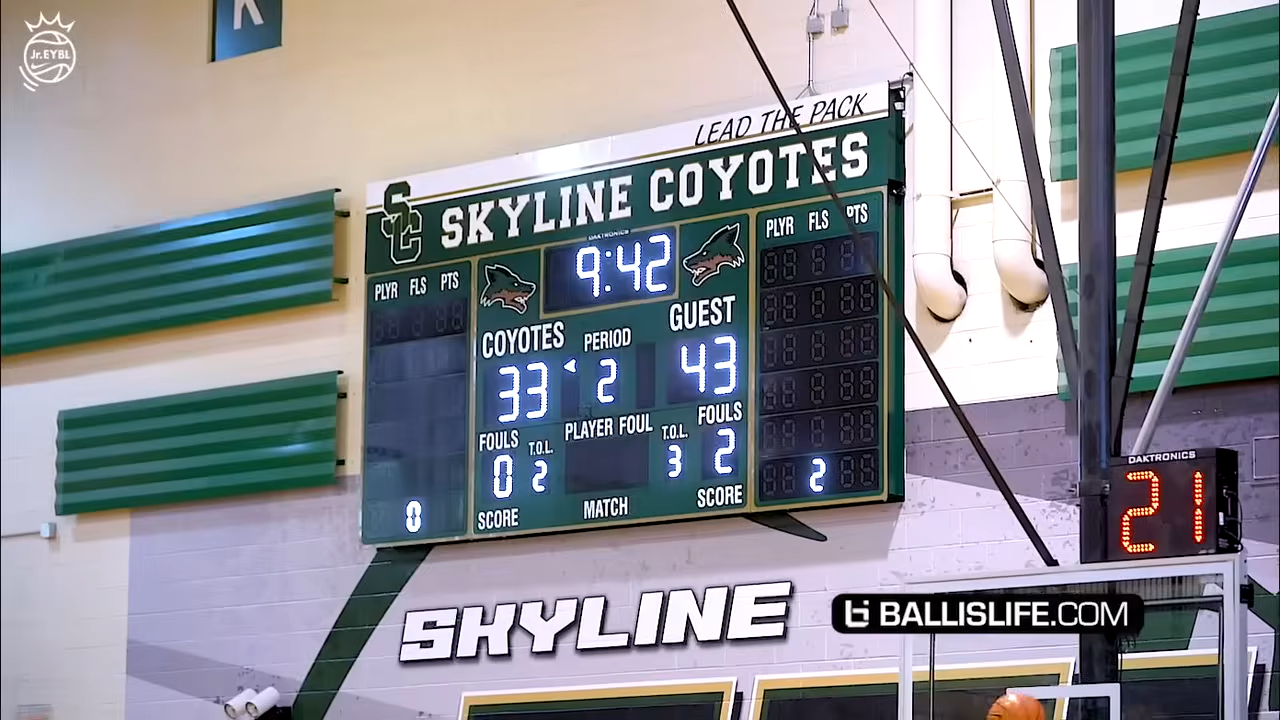 K
Jr.EYBL
LEAD THE PACK
SC
SKYLINE COYOTES
DAKTRONICS
9:42
PLYR FLS PTS
PLYR FLS PTS
COYOTES
PERIOD
GUEST
33
2
43
FOULS
T.O.L.
PLAYER FOUL
T.O.L.
FOULS
0
2
3
2
SCORE
MATCH
SCORE
0
2
DAKTRONICS
21
SKYLINE
BALLISLIFE.COM